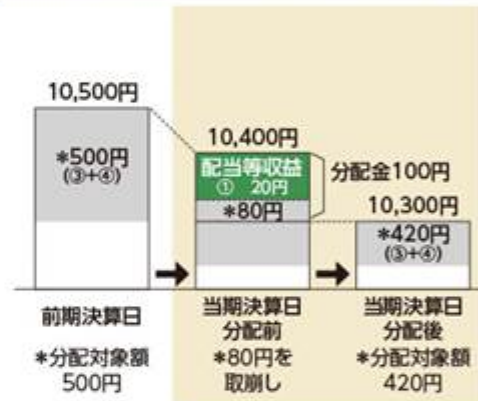 10,500円
*500円
(③+④)
10,400円
配当等収益
① 20円
*80円
分配金100円
10,300円
*420円
(③+④)
前期決算日
当期決算日
分配前
当期決算日
分配後
*分配対象額
500円
*80円を
取崩し
*分配対象額
420円